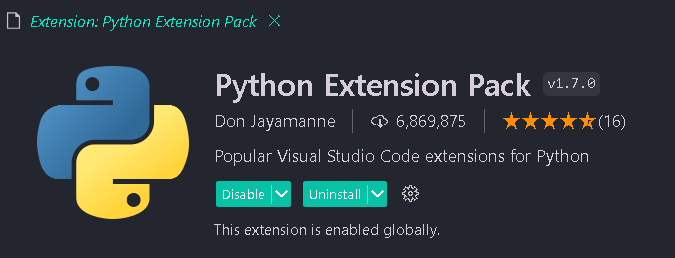 Extension: Python Extension Pack
Python Extension Pack v1.7.0
Don Jayamanne 6,869,875 (16)
Popular Visual Studio Code extensions for Python
Disable Uninstall
This extension is enabled globally.